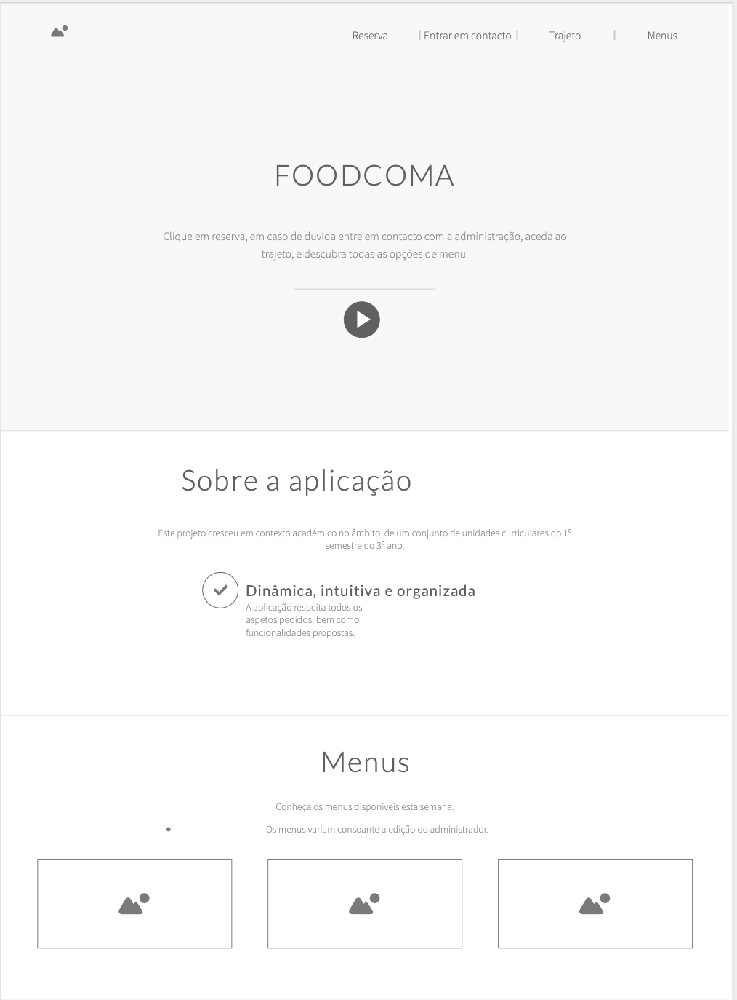 Reserva | Entrar em contacto | Trajeto | Menus
FOODCOMA
Clique em reserva, em caso de duvida entre em contacto com a administração, aceda ao
trajeto, e descubra todas as opções de menu.
Sobre a aplicação
Este projeto cresceu em contexto académico no âmbito de um conjunto de unidades curriculares do 1º
semestre do 3º ano.
Dinâmica, intuitiva e organizada
A aplicação respeita todos os
aspetos pedidos, bem como
funcionalidades propostas.
Menus
Conheça os menus disponíveis esta semana.
• Os menus variam consoante a edição do administrador.